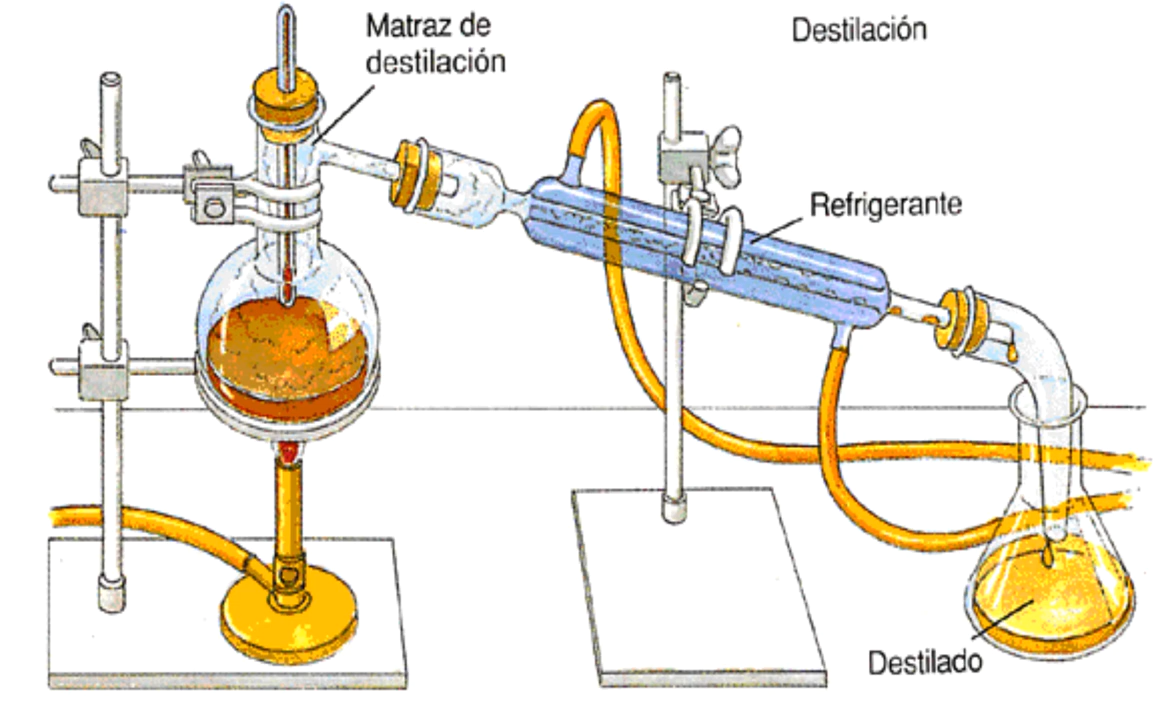 Matraz de
destilación
Destilación
Refrigerante
Destilado